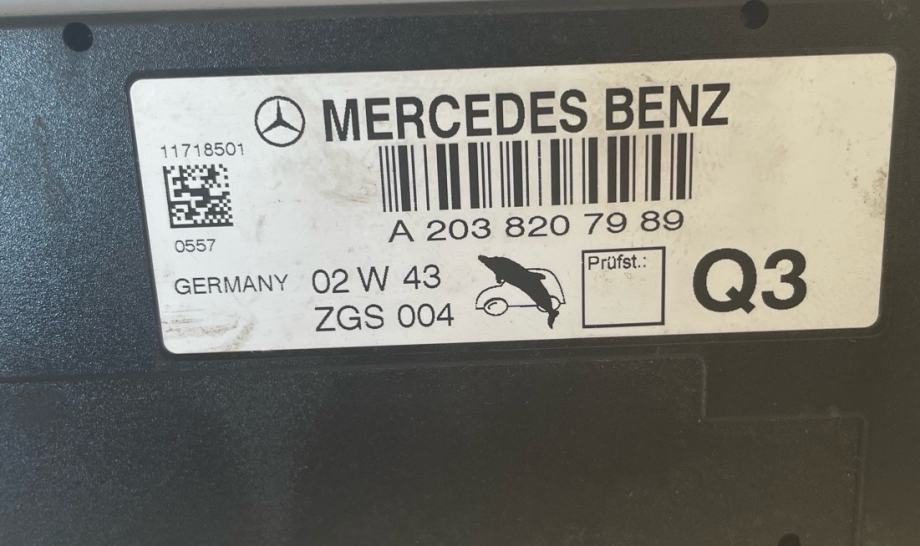 MERCEDES BENZ
11718501
A 203 820 79 89
0557
GERMANY 02 W 43
ZGS 004
Prüfst.:
Q3